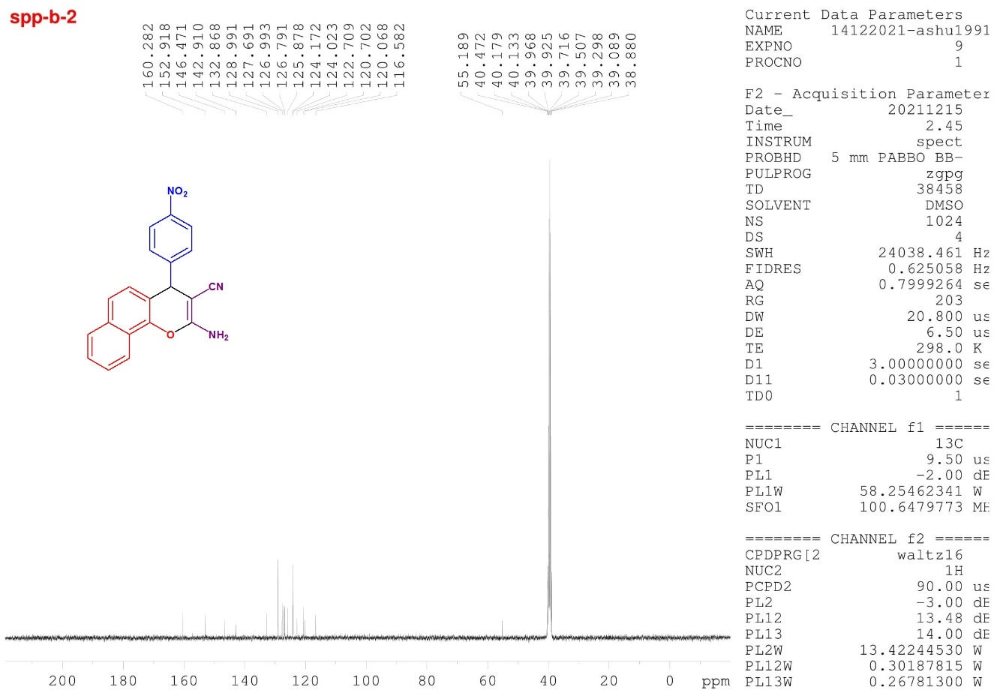 spp-b-2
160.282
152.918
146.471
142.910
132.868
128.991
127.691
126.993
126.791
125.878
124.172
124.023
122.709
120.702
120.068
116.582
55.189
40.472
40.179
40.133
39.968
39.925
39.716
39.507
39.298
39.089
38.880
NO2
CN
O
NH2
200 180 160 140 120 100 80 60 40 20 0 ppm
Current Data Parameters
NAME 14122021-ashu1991
EXPNO 9
PROCNO 1
F2 - Acquisition Parameter
Date_ 20211215
Time 2.45
INSTRUM spect
PROBHD 5 mm PABBO BB-
PULPROG zgpg
TD 38458
SOLVENT DMSO
NS 1024
DS 4
SWH 24038.461 Hz
FIDRES 0.625058 Hz
AQ 0.7999264 se
RG 203
DW 20.800 us
DE 6.50 us
TE 298.0 K
D1 3.00000000 se
D11 0.03000000 se
TD0 1
======== CHANNEL f1 ======
NUC1 13C
P1 9.50 us
PL1 -2.00 dB
PL1W 58.25462341 W
SFO1 100.6479773 MH
======== CHANNEL f2 ======
CPDPRG[2 waltz16
NUC2 1H
PCPD2 90.00 us
PL2 -3.00 dB
PL12 13.48 dB
PL13 14.00 dB
PL2W 13.42244530 W
PL12W 0.30187815 W
PL13W 0.26781300 W